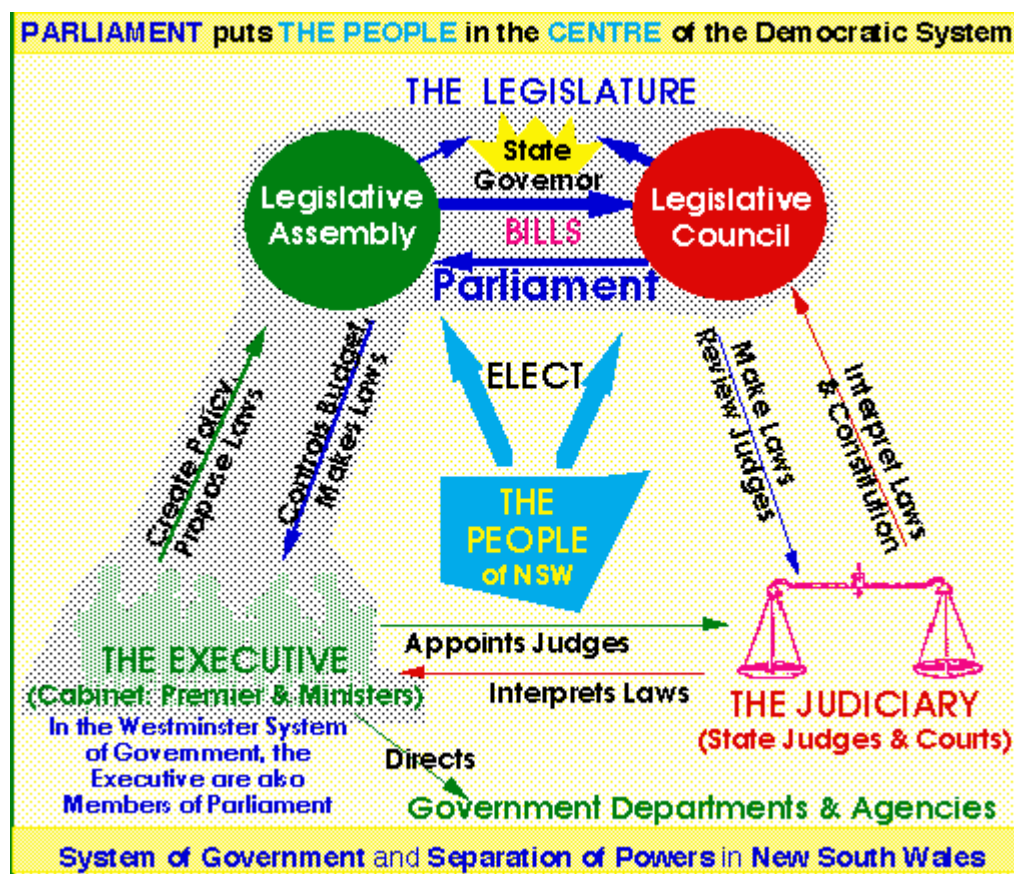 PARLIAMENT puts THE PEOPLE in the CENTRE of the Democratic System
THE LEGISLATURE
State
Governor
Legislative
Assembly
Legislative
Council
BILLS
Parliament
ELECT
Create Policy
Propose Laws
Controls Budget
Makes Laws
Make Laws
Review Judges
Interpret Laws
& Constitution
THE
PEOPLE
of NSW
Appoints Judges
Interprets Laws
THE EXECUTIVE
(Cabinet: Premier & Ministers)
In the Westminster System
of Government, the
Executive are also
Members of Parliament
THE JUDICIARY
(State Judges & Courts)
Directs
Government Departments & Agencies
System of Government and Separation of Powers in New South Wales